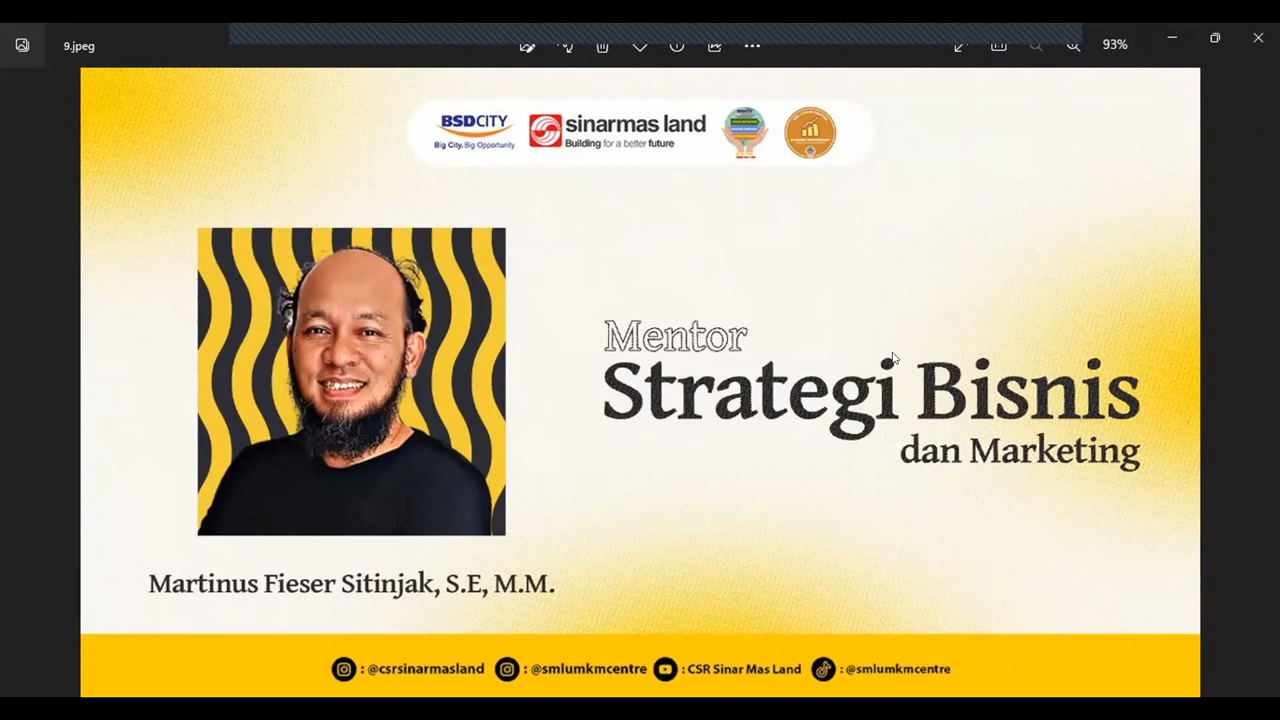 9.jpeg
93%
BSDCITY
Big City. Big Opportunity
sinarmas land
Building for a better future
Mentor
Strategi Bisnis
dan Marketing
Martinus Fieser Sitinjak, S.E, M.M.
: @csrsinarmasland
: @smlumkmcentre
: CSR Sinar Mas Land
: @smlumkmcentre